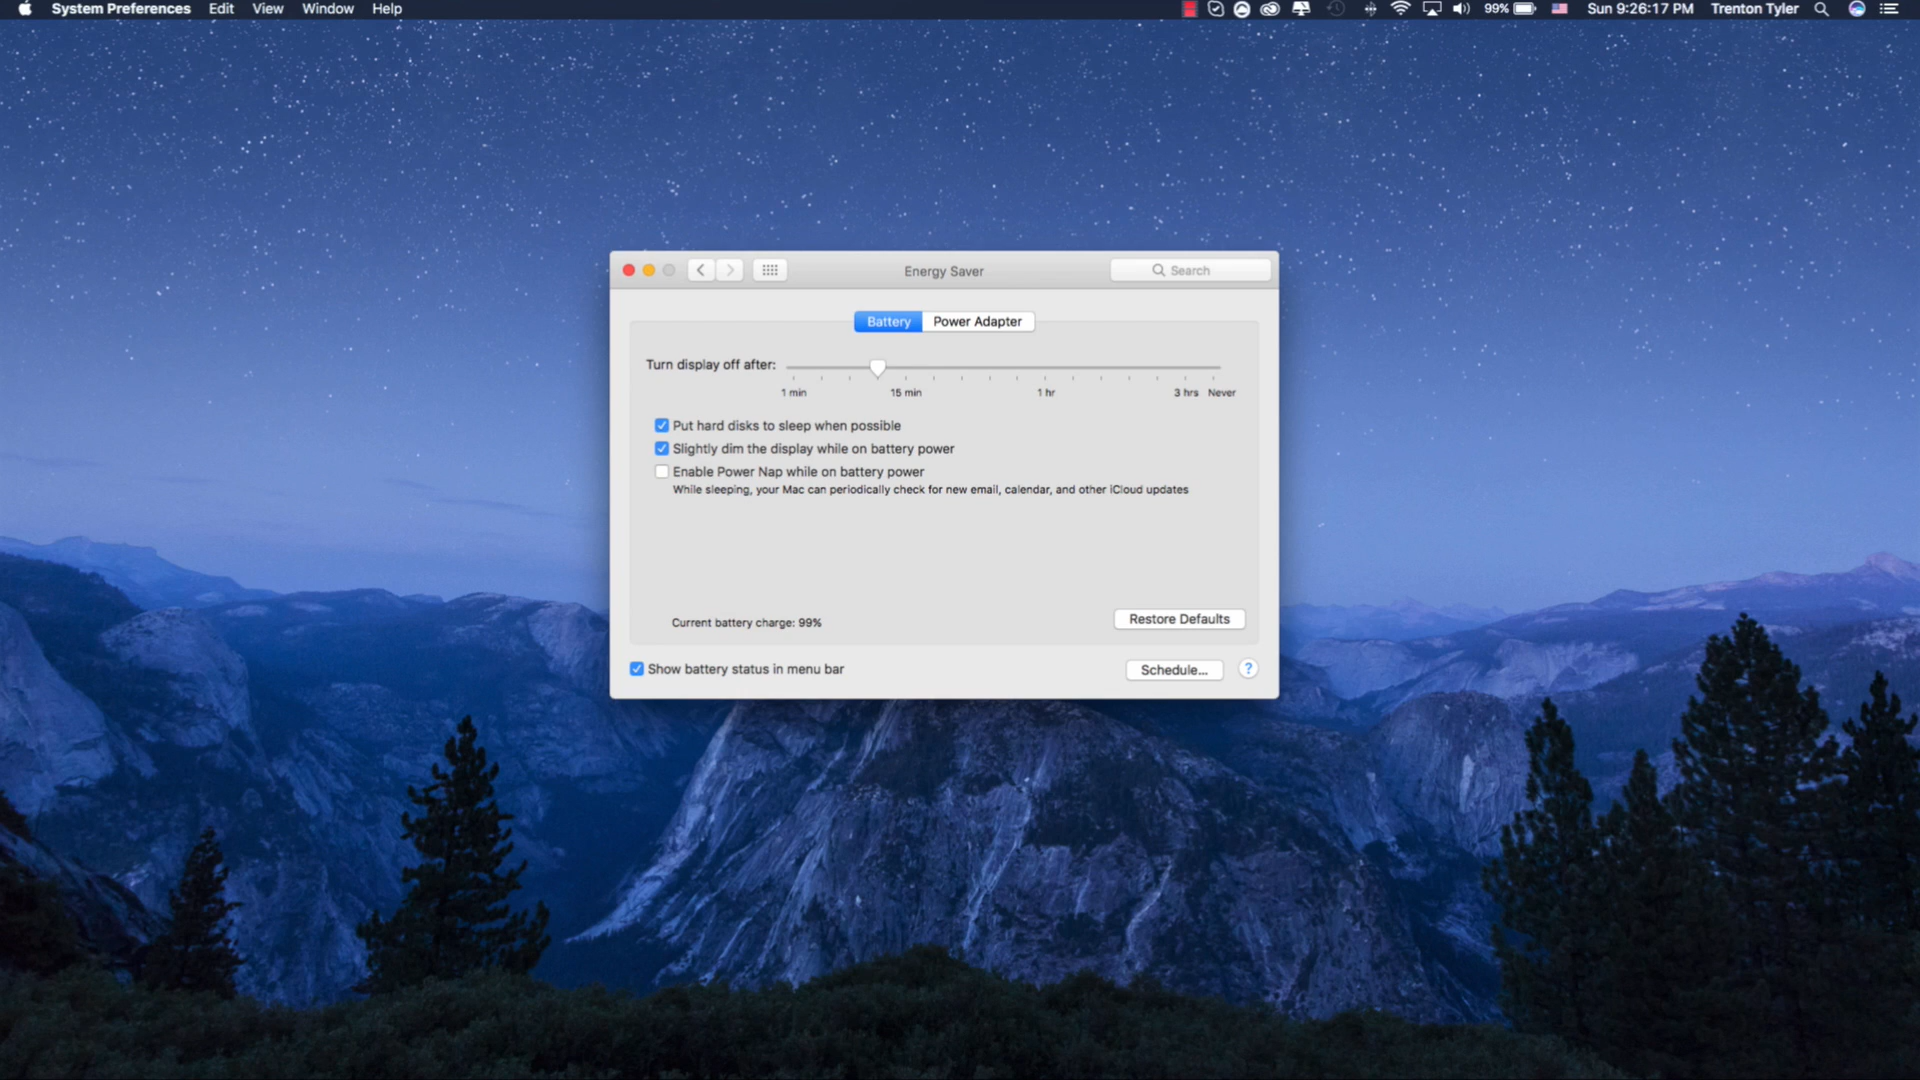 System Preferences Edit View Window Help 99% Sun 9:26:17 PM Trenton Tyler
Energy Saver Search
Battery Power Adapter
Turn display off after:
1 min 15 min 1 hr 3 hrs Never
Put hard disks to sleep when possible
Slightly dim the display while on battery power
Enable Power Nap while on battery power
While sleeping, your Mac can periodically check for new email, calendar, and other iCloud updates
Current battery charge: 99% Restore Defaults
Show battery status in menu bar Schedule... ?